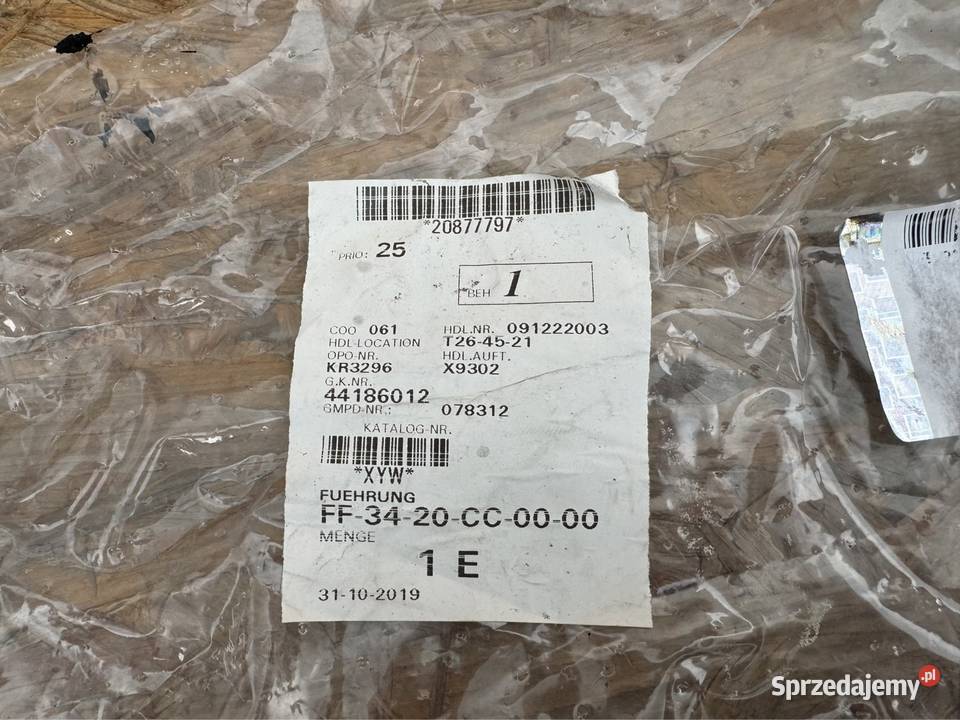 *20877797*
PRIO: 25
BEH 1
COO 061 HDL.NR. 091222003
HDL-LOCATION T26-45-21
OPO-NR. HDL.AUFT.
KR3296 X9302
G.K.NR.
44186012
GMPD-NR.: 078312
KATALOG-NR.
*XYW*
FUEHRUNG
FF-34-20-CC-00-00
MENGE
1 E
31-10-2019
Sprzedajemy.pl